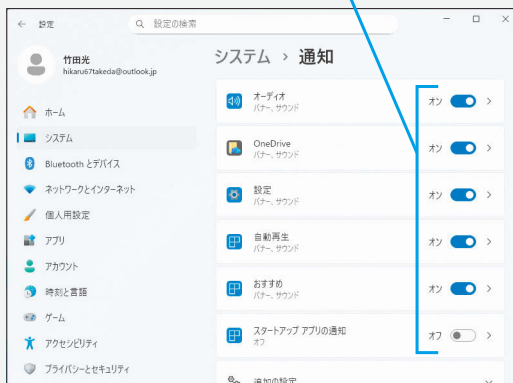 ← 設定
設定の検索
竹田光
hikaru67takeda@outlook.jp
システム › 通知
ホーム
システム
Bluetooth とデバイス
ネットワークとインターネット
個人用設定
アプリ
アカウント
時刻と言語
ゲーム
アクセシビリティ
プライバシーとセキュリティ
オーディオ
バナー、サウンド
オン
OneDrive
バナー、サウンド
オン
設定
バナー、サウンド
オン
自動再生
バナー、サウンド
オン
おすすめ
バナー、サウンド
オン
スタートアップ アプリの通知
オフ
オフ
追加の設定